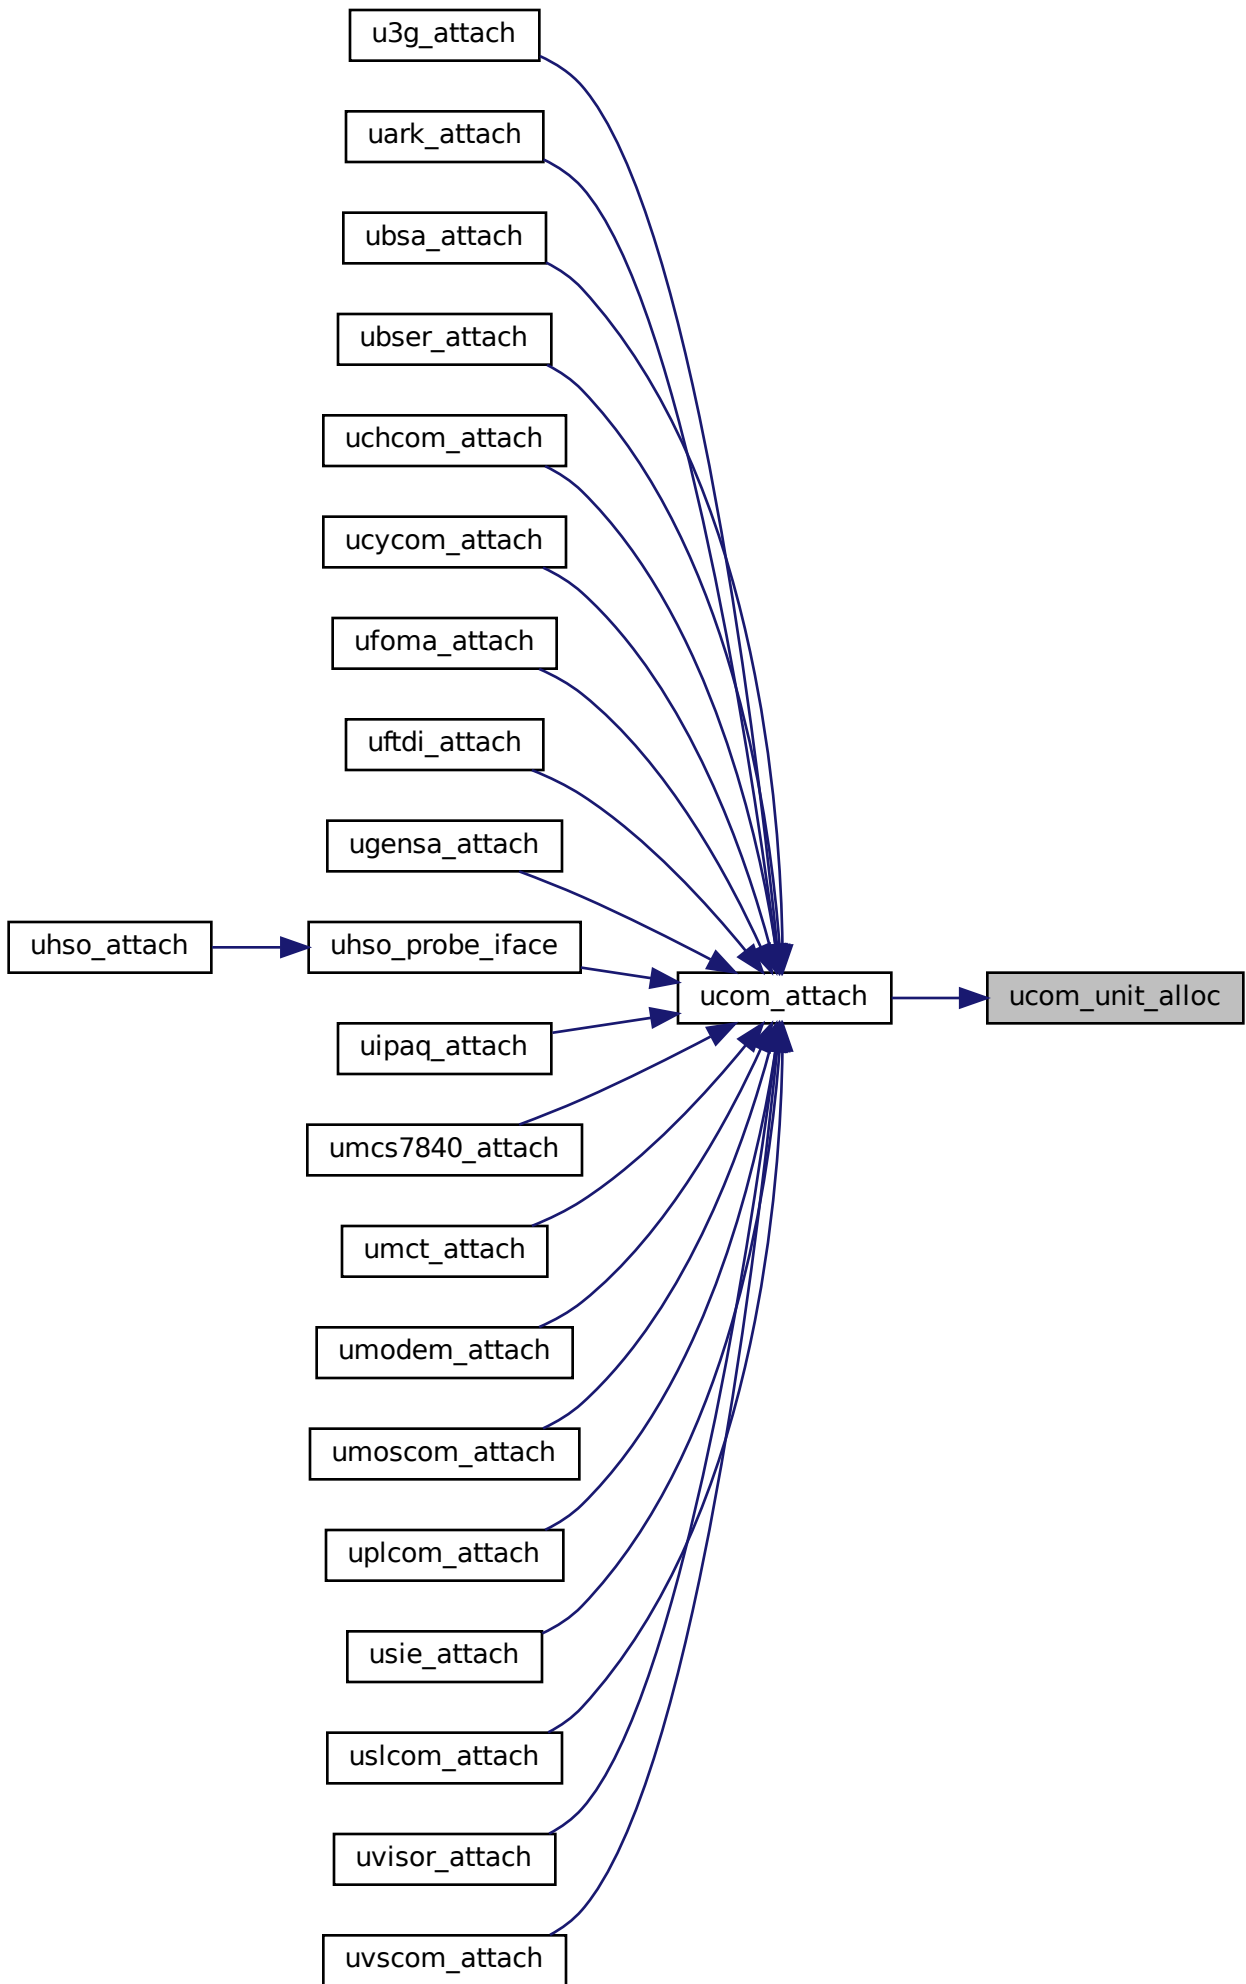 u3g_attach
uark_attach
ubsa_attach
ubser_attach
uchcom_attach
ucycom_attach
ufoma_attach
uftdi_attach
ugensa_attach
uhso_attach
uhso_probe_iface
ucom_attach
ucom_unit_alloc
uipaq_attach
umcs7840_attach
umct_attach
umodem_attach
umoscom_attach
uplcom_attach
usie_attach
uslcom_attach
uvisor_attach
uvscom_attach